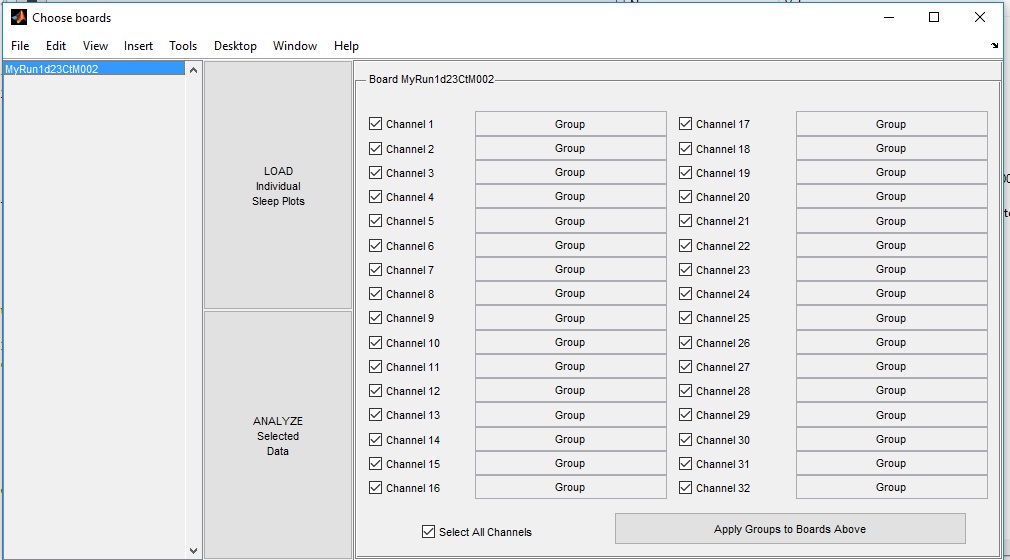 Choose boards
File Edit View Insert Tools Desktop Window Help
MyRun1d23CtM002
LOAD
Individual
Sleep Plots
ANALYZE
Selected
Data
Board MyRun1d23CtM002
Channel 1 Group Channel 17 Group
Channel 2 Group Channel 18 Group
Channel 3 Group Channel 19 Group
Channel 4 Group Channel 20 Group
Channel 5 Group Channel 21 Group
Channel 6 Group Channel 22 Group
Channel 7 Group Channel 23 Group
Channel 8 Group Channel 24 Group
Channel 9 Group Channel 25 Group
Channel 10 Group Channel 26 Group
Channel 11 Group Channel 27 Group
Channel 12 Group Channel 28 Group
Channel 13 Group Channel 29 Group
Channel 14 Group Channel 30 Group
Channel 15 Group Channel 31 Group
Channel 16 Group Channel 32 Group
Select All Channels
Apply Groups to Boards Above